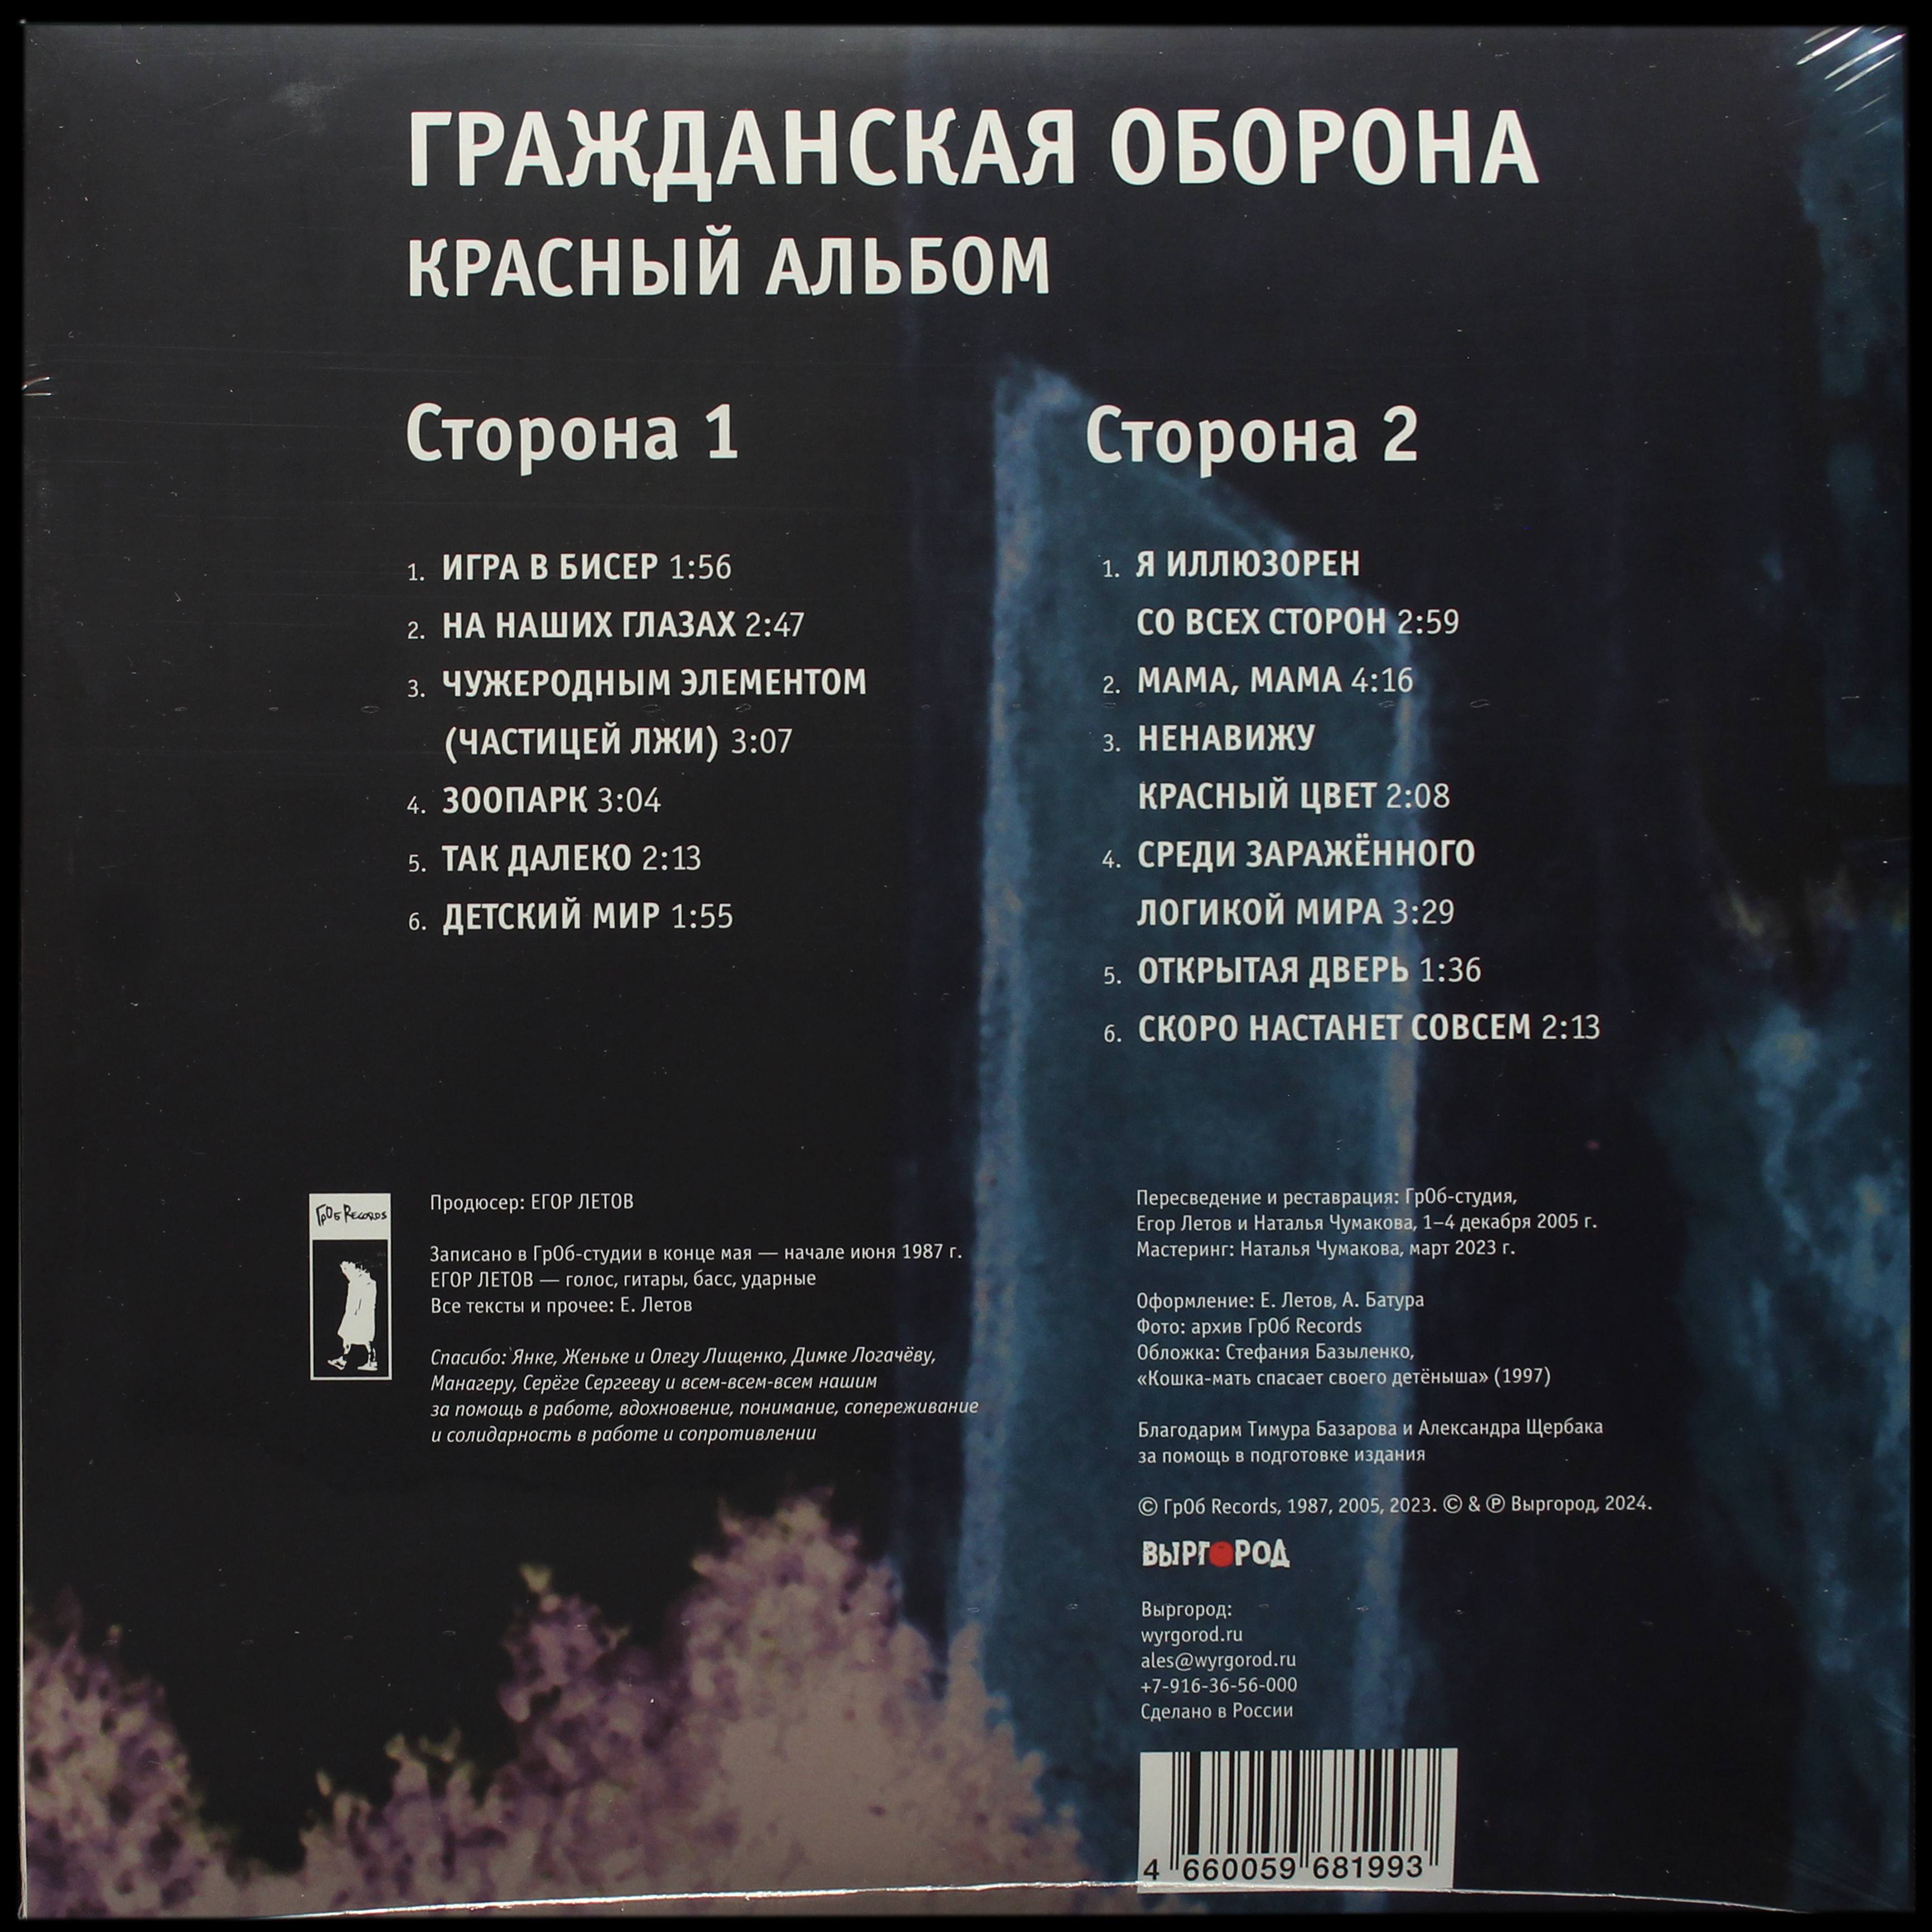 ГРАЖДАНСКАЯ ОБОРОНА
КРАСНЫЙ АЛЬБОМ
Сторона 1
1. ИГРА В БИСЕР 1:56
2. НА НАШИХ ГЛАЗАХ 2:47
3. ЧУЖЕРОДНЫМ ЭЛЕМЕНТОМ
(ЧАСТИЦЕЙ ЛЖИ) 3:07
4. ЗООПАРК 3:04
5. ТАК ДАЛЕКО 2:13
6. ДЕТСКИЙ МИР 1:55
Сторона 2
1. Я ИЛЛЮЗОРЕН
СО ВСЕХ СТОРОН 2:59
2. МАМА, МАМА 4:16
3. НЕНАВИЖУ
КРАСНЫЙ ЦВЕТ 2:08
4. СРЕДИ ЗАРАЖЁННОГО
ЛОГИКОЙ МИРА 3:29
5. ОТКРЫТАЯ ДВЕРЬ 1:36
6. СКОРО НАСТАНЕТ СОВСЕМ 2:13
ГрОб Records
Продюсер: ЕГОР ЛЕТОВ
Записано в ГрОб-студии в конце мая — начале июня 1987 г.
ЕГОР ЛЕТОВ — голос, гитары, басс, ударные
Все тексты и прочее: Е. Летов
Спасибо: Янке, Женьке и Олегу Лищенко, Димке Логачёву,
Манагеру, Серёге Сергееву и всем-всем-всем нашим
за помощь в работе, вдохновение, понимание, сопереживание
и солидарность в работе и сопротивлении
Пересведение и реставрация: ГрОб-студия,
Егор Летов и Наталья Чумакова, 1–4 декабря 2005 г.
Мастеринг: Наталья Чумакова, март 2023 г.
Оформление: Е. Летов, А. Батура
Фото: архив ГрОб Records
Обложка: Стефания Базыленко,
«Кошка-мать спасает своего детёныша» (1997)
Благодарим Тимура Базарова и Александра Щербака
за помощь в подготовке издания
© ГрОб Records, 1987, 2005, 2023. © & ℗ Выргород, 2024.
ВЫРГОРОД
Выргород:
wyrgorod.ru
ales@wyrgorod.ru
+7-916-36-56-000
Сделано в России
4 660059 681993